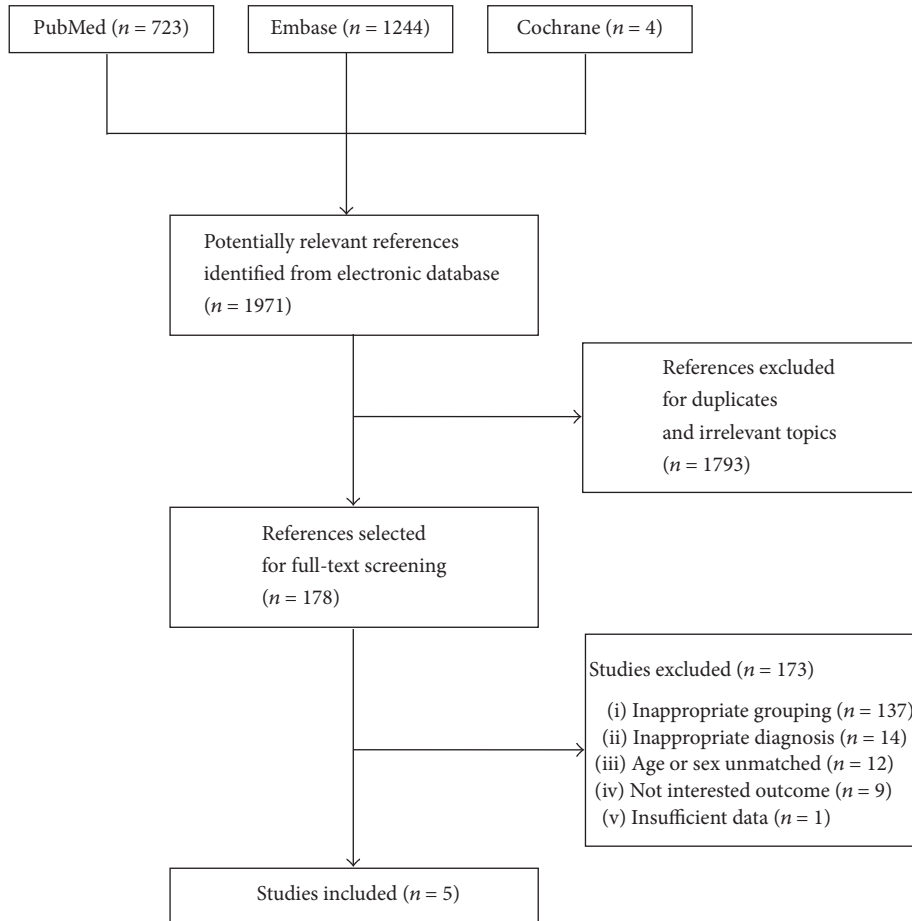 PubMed (n = 723)
Embase (n = 1244)
Cochrane (n = 4)
Potentially relevant references
identified from electronic database
(n = 1971)
References excluded
for duplicates
and irrelevant topics
(n = 1793)
References selected
for full-text screening
(n = 178)
Studies excluded (n = 173)
(i) Inappropriate grouping (n = 137)
(ii) Inappropriate diagnosis (n = 14)
(iii) Age or sex unmatched (n = 12)
(iv) Not interested outcome (n = 9)
(v) Insufficient data (n = 1)
Studies included (n = 5)